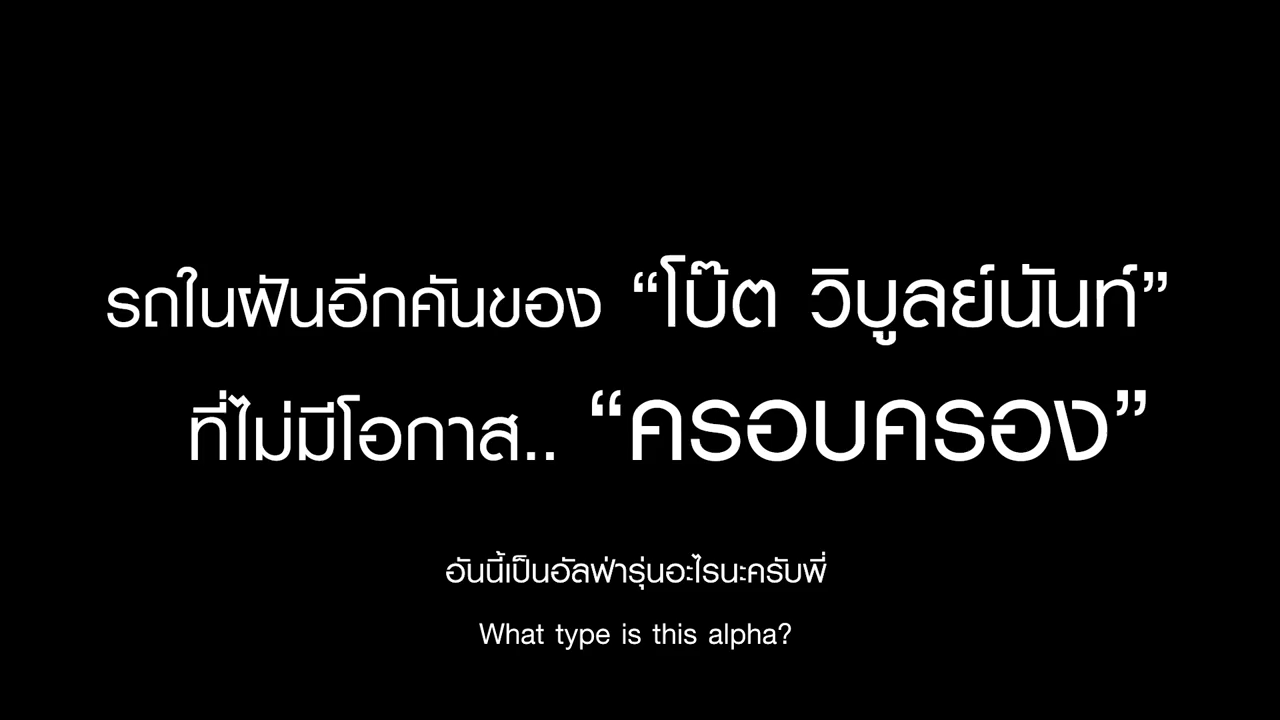 รถในฝันอีกคันของ “โบ๊ต วิบูลย์นันท์”
ที่ไม่มีโอกาส.. “ครอบครอง”
อันนี้เป็นอัลฟ่ารุ่นอะไรนะครับพี่
What type is this alpha?